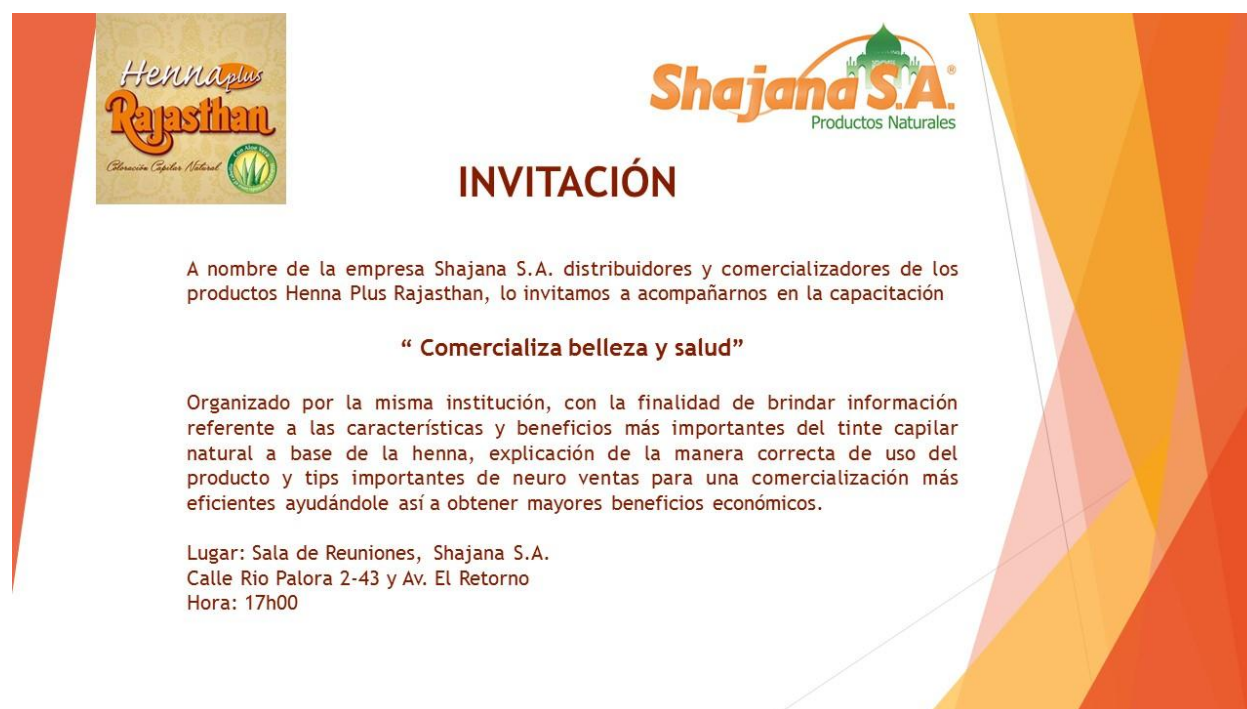 Henna plus
Rajasthan
Coloración Capilar Natural
Con Aloe Vera
Shajana S.A.®
Productos Naturales
INVITACIÓN
A nombre de la empresa Shajana S.A. distribuidores y comercializadores de los
productos Henna Plus Rajasthan, lo invitamos a acompañarnos en la capacitación
“ Comercializa belleza y salud”
Organizado por la misma institución, con la finalidad de brindar información
referente a las características y beneficios más importantes del tinte capilar
natural a base de la henna, explicación de la manera correcta de uso del
producto y tips importantes de neuro ventas para una comercialización más
eficientes ayudándole así a obtener mayores beneficios económicos.
Lugar: Sala de Reuniones, Shajana S.A.
Calle Rio Palora 2-43 y Av. El Retorno
Hora: 17h00